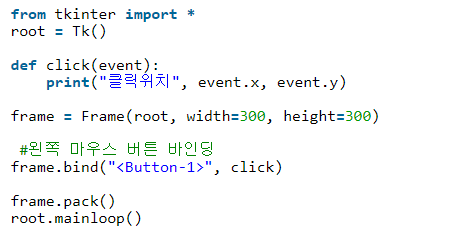 from tkinter import *
root = Tk()
def click(event):
    print("클릭위치", event.x, event.y)
frame = Frame(root, width=300, height=300)
 #왼쪽 마우스 버튼 바인딩
frame.bind("<Button-1>", click)
frame.pack()
root.mainloop()